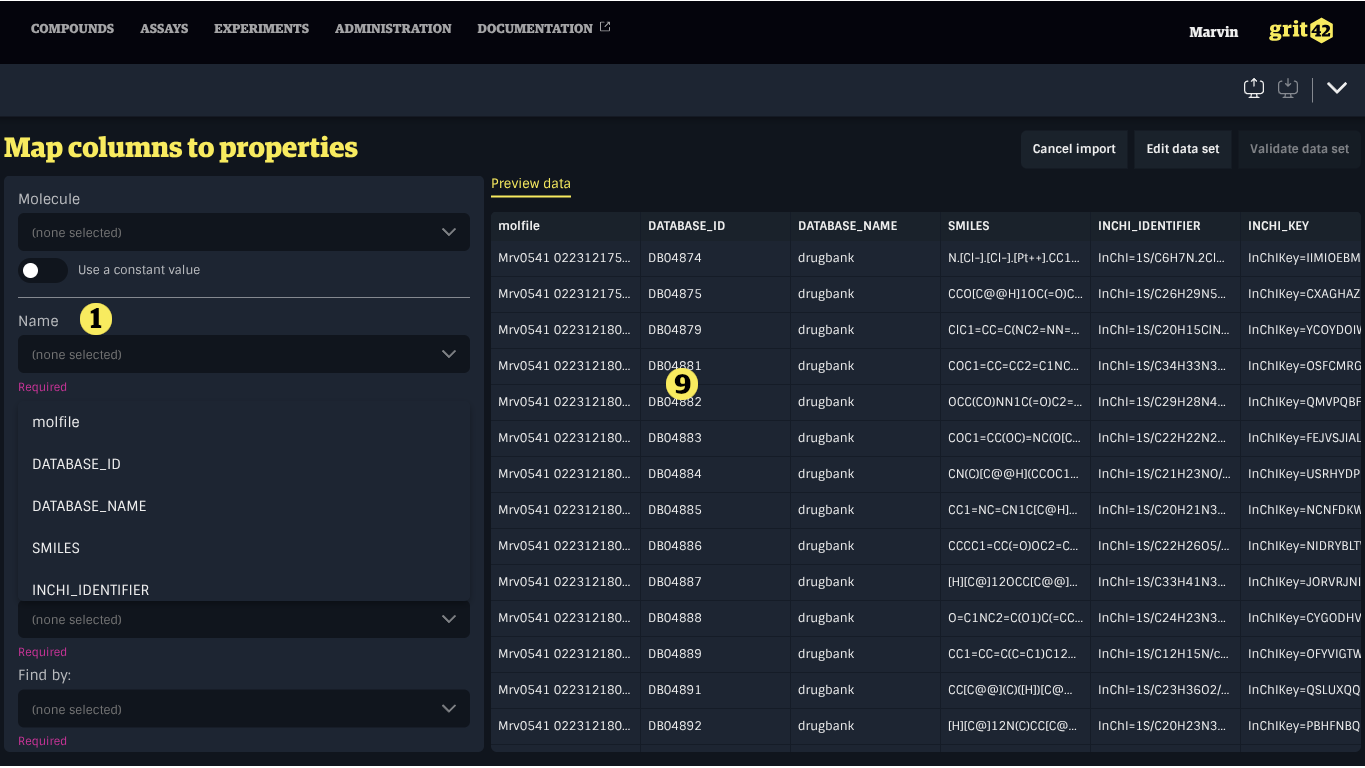 COMPOUNDS ASSAYS EXPERIMENTS ADMINISTRATION DOCUMENTATION Marvin grit42
Map columns to properties
Cancel import Edit data set Validate data set
Molecule
(none selected)
Use a constant value
Name 1
(none selected)
Required
molfile
DATABASE_ID
DATABASE_NAME
SMILES
INCHI_IDENTIFIER
(none selected)
Required
Find by:
(none selected)
Required
Preview data
molfile DATABASE_ID DATABASE_NAME SMILES INCHI_IDENTIFIER INCHI_KEY
Mrv0541 022312175... DB04874 drugbank N.[Cl-].[Cl-].[Pt++].CC1... InChI=1S/C6H7N.2Cl... InChIKey=IIMIOEBM
Mrv0541 022312175... DB04875 drugbank CCO[C@@H]1OC(=O)C... InChI=1S/C26H29N5... InChIKey=CXAGHAZ
Mrv0541 022312180... DB04879 drugbank ClC1=CC=C(NC2=NN=... InChI=1S/C20H15ClN... InChIKey=YCOYDOIW
Mrv0541 022312180... DB04881 drugbank COC1=CC=CC2=C1NC... InChI=1S/C34H33N3... InChIKey=OSFCMRG
9
Mrv0541 022312180... DB04882 drugbank OCC(CO)NN1C(=O)C2=... InChI=1S/C29H28N4... InChIKey=QMVPQBF
Mrv0541 022312180... DB04883 drugbank COC1=CC(OC)=NC(O[C... InChI=1S/C22H22N2... InChIKey=FEJVSJIAL
Mrv0541 022312180... DB04884 drugbank CN(C)[C@@H](CCOC1... InChI=1S/C21H23NO/... InChIKey=USRHYDP
Mrv0541 022312180... DB04885 drugbank CC1=NC=CN1C[C@H]... InChI=1S/C20H21N3... InChIKey=NCNFDKW
Mrv0541 022312180... DB04886 drugbank CCCC1=CC(=O)OC2=C... InChI=1S/C22H26O5/... InChIKey=NIDRYBLT
Mrv0541 022312180... DB04887 drugbank [H][C@]12OCC[C@@]... InChI=1S/C33H41N3... InChIKey=JORVRJNI
Mrv0541 022312180... DB04888 drugbank O=C1NC2=C(O1)C(=CC... InChI=1S/C24H23N3... InChIKey=CYGODHV
Mrv0541 022312180... DB04889 drugbank CC1=CC=C(C=C1)C12... InChI=1S/C12H15N/c... InChIKey=OFYVIGTW
Mrv0541 022312180... DB04891 drugbank CC[C@@](C)([H])[C@... InChI=1S/C23H36O2/... InChIKey=QSLUXQQ
Mrv0541 022312180... DB04892 drugbank [H][C@]12N(C)CC[C@... InChI=1S/C20H23N3... InChIKey=PBHFNBQ